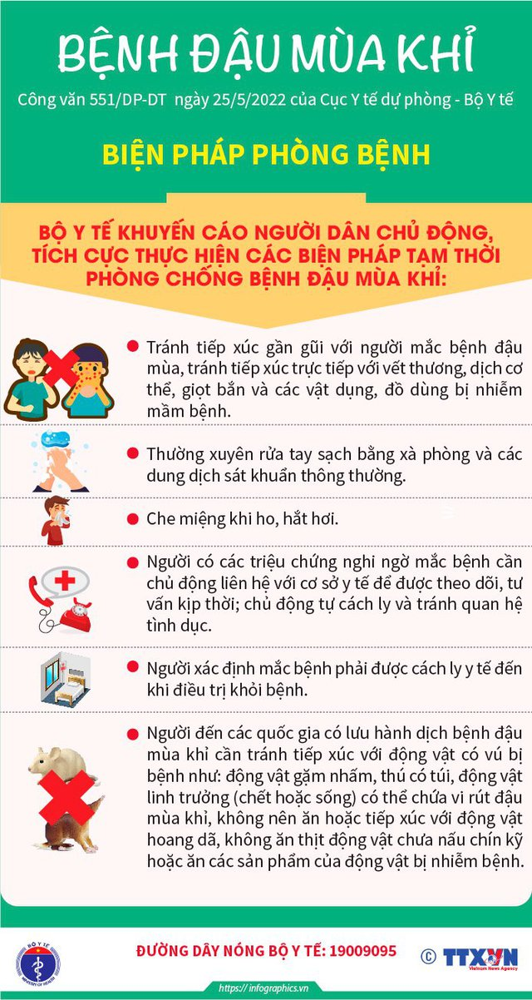 BỆNH ĐẬU MÙA KHỈ
Công văn 551/DP-DT ngày 25/5/2022 của Cục Y tế dự phòng - Bộ Y tế
BIỆN PHÁP PHÒNG BỆNH
BỘ Y TẾ KHUYẾN CÁO NGƯỜI DÂN CHỦ ĐỘNG,
TÍCH CỰC THỰC HIỆN CÁC BIỆN PHÁP TẠM THỜI
PHÒNG CHỐNG BỆNH ĐẬU MÙA KHỈ:
Tránh tiếp xúc gần gũi với người mắc bệnh đậu
mùa, tránh tiếp xúc trực tiếp với vết thương, dịch cơ
thể, giọt bắn và các vật dụng, đồ dùng bị nhiễm
mầm bệnh.
Thường xuyên rửa tay sạch bằng xà phòng và các
dung dịch sát khuẩn thông thường.
Che miệng khi ho, hắt hơi.
Người có các triệu chứng nghi ngờ mắc bệnh cần
chủ động liên hệ với cơ sở y tế để được theo dõi, tư
vấn kịp thời; chủ động tự cách ly và tránh quan hệ
tình dục.
Người xác định mắc bệnh phải được cách ly y tế đến
khi điều trị khỏi bệnh.
Người đến các quốc gia có lưu hành dịch bệnh đậu
mùa khỉ cần tránh tiếp xúc với động vật có vú bị
bệnh như: động vật gặm nhấm, thú có túi, động vật
linh trưởng (chết hoặc sống) có thể chứa vi rút đậu
mùa khỉ, không nên ăn hoặc tiếp xúc với động vật
hoang dã, không ăn thịt động vật chưa nấu chín kỹ
hoặc ăn các sản phẩm của động vật bị nhiễm bệnh.
BỘ Y TẾ
MINISTRY OF HEALTH
ĐƯỜNG DÂY NÓNG BỘ Y TẾ: 19009095
© TTXVN
Vietnam News Agency
https://infographics.vn